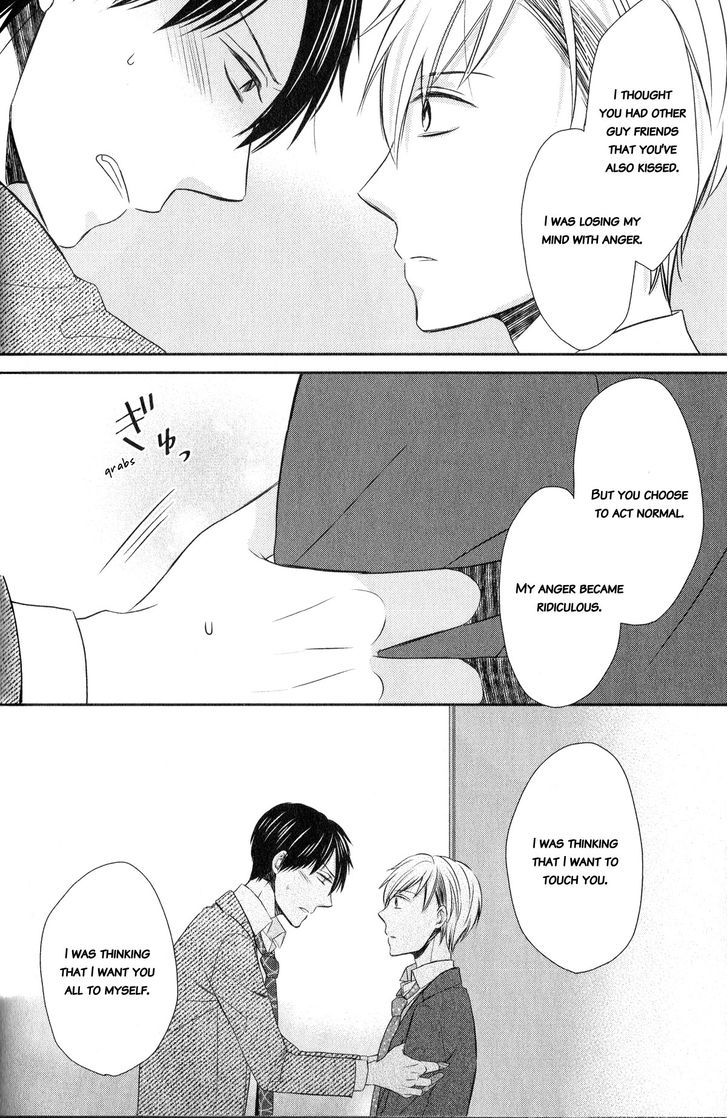 I THOUGHT
YOU HAD OTHER
GUY FRIENDS
THAT YOU'VE
ALSO KISSED.
I WAS LOSING MY
MIND WITH ANGER.
ぎゅっ
grabs
BUT YOU CHOOSE
TO ACT NORMAL.
MY ANGER BECAME
RIDICULOUS.
I WAS THINKING
THAT I WANT TO
TOUCH YOU.
I WAS THINKING
THAT I WANT YOU
ALL TO MYSELF.